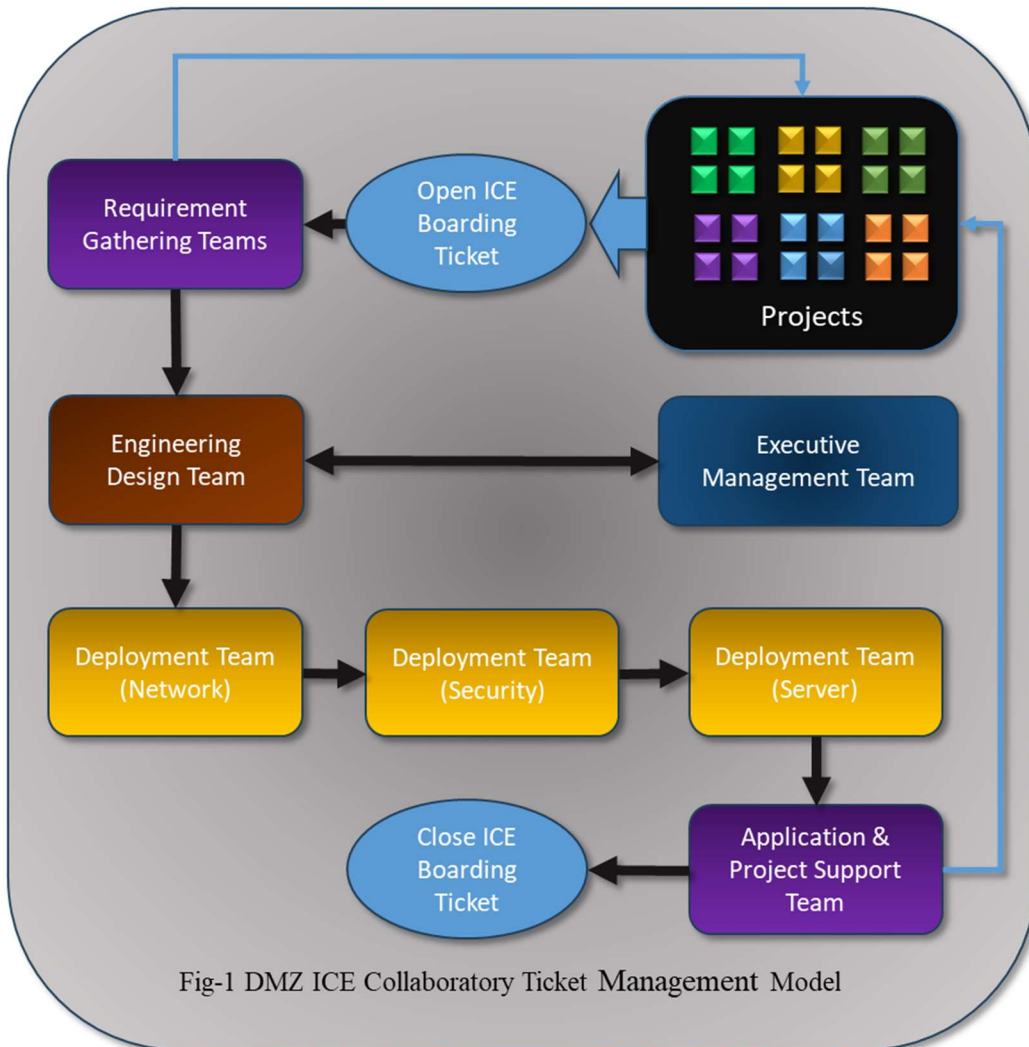 Requirement
Gathering Teams
Open ICE
Boarding
Ticket
Projects
Engineering
Design Team
Executive
Management Team
Deployment Team
(Network)
Deployment Team
(Security)
Deployment Team
(Server)
Close ICE
Boarding
Ticket
Application &
Project Support
Team
Fig-1 DMZ ICE Collaboratory Ticket Management Model